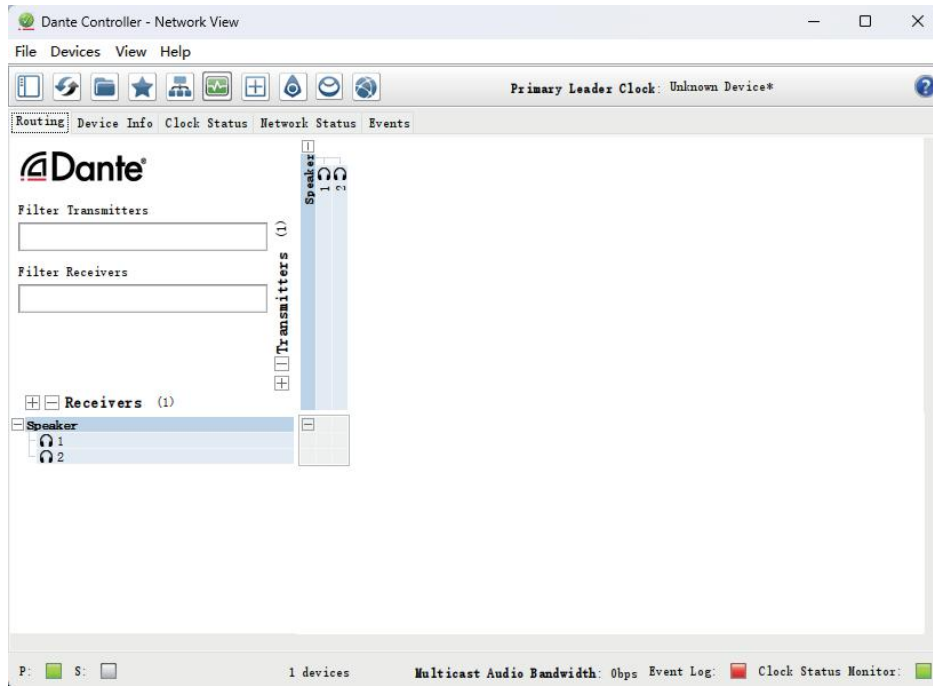 Dante Controller - Network View
File Devices View Help
Primary Leader Clock: Unknown Device*
Routing Device Info Clock Status Network Status Events
Dante®
Filter Transmitters
Filter Receivers
Transmitters (1)
Speaker
1
2
Receivers (1)
Speaker
1
2
P: S: 1 devices Multicast Audio Bandwidth: 0bps Event Log: Clock Status Monitor: